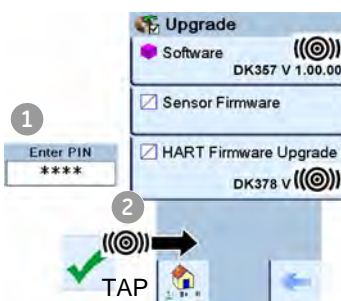 Upgrade
Software
DK357 V 1.00.00
Sensor Firmware
1
Enter PIN
****
HART Firmware Upgrade
DK378 V
2
TAP